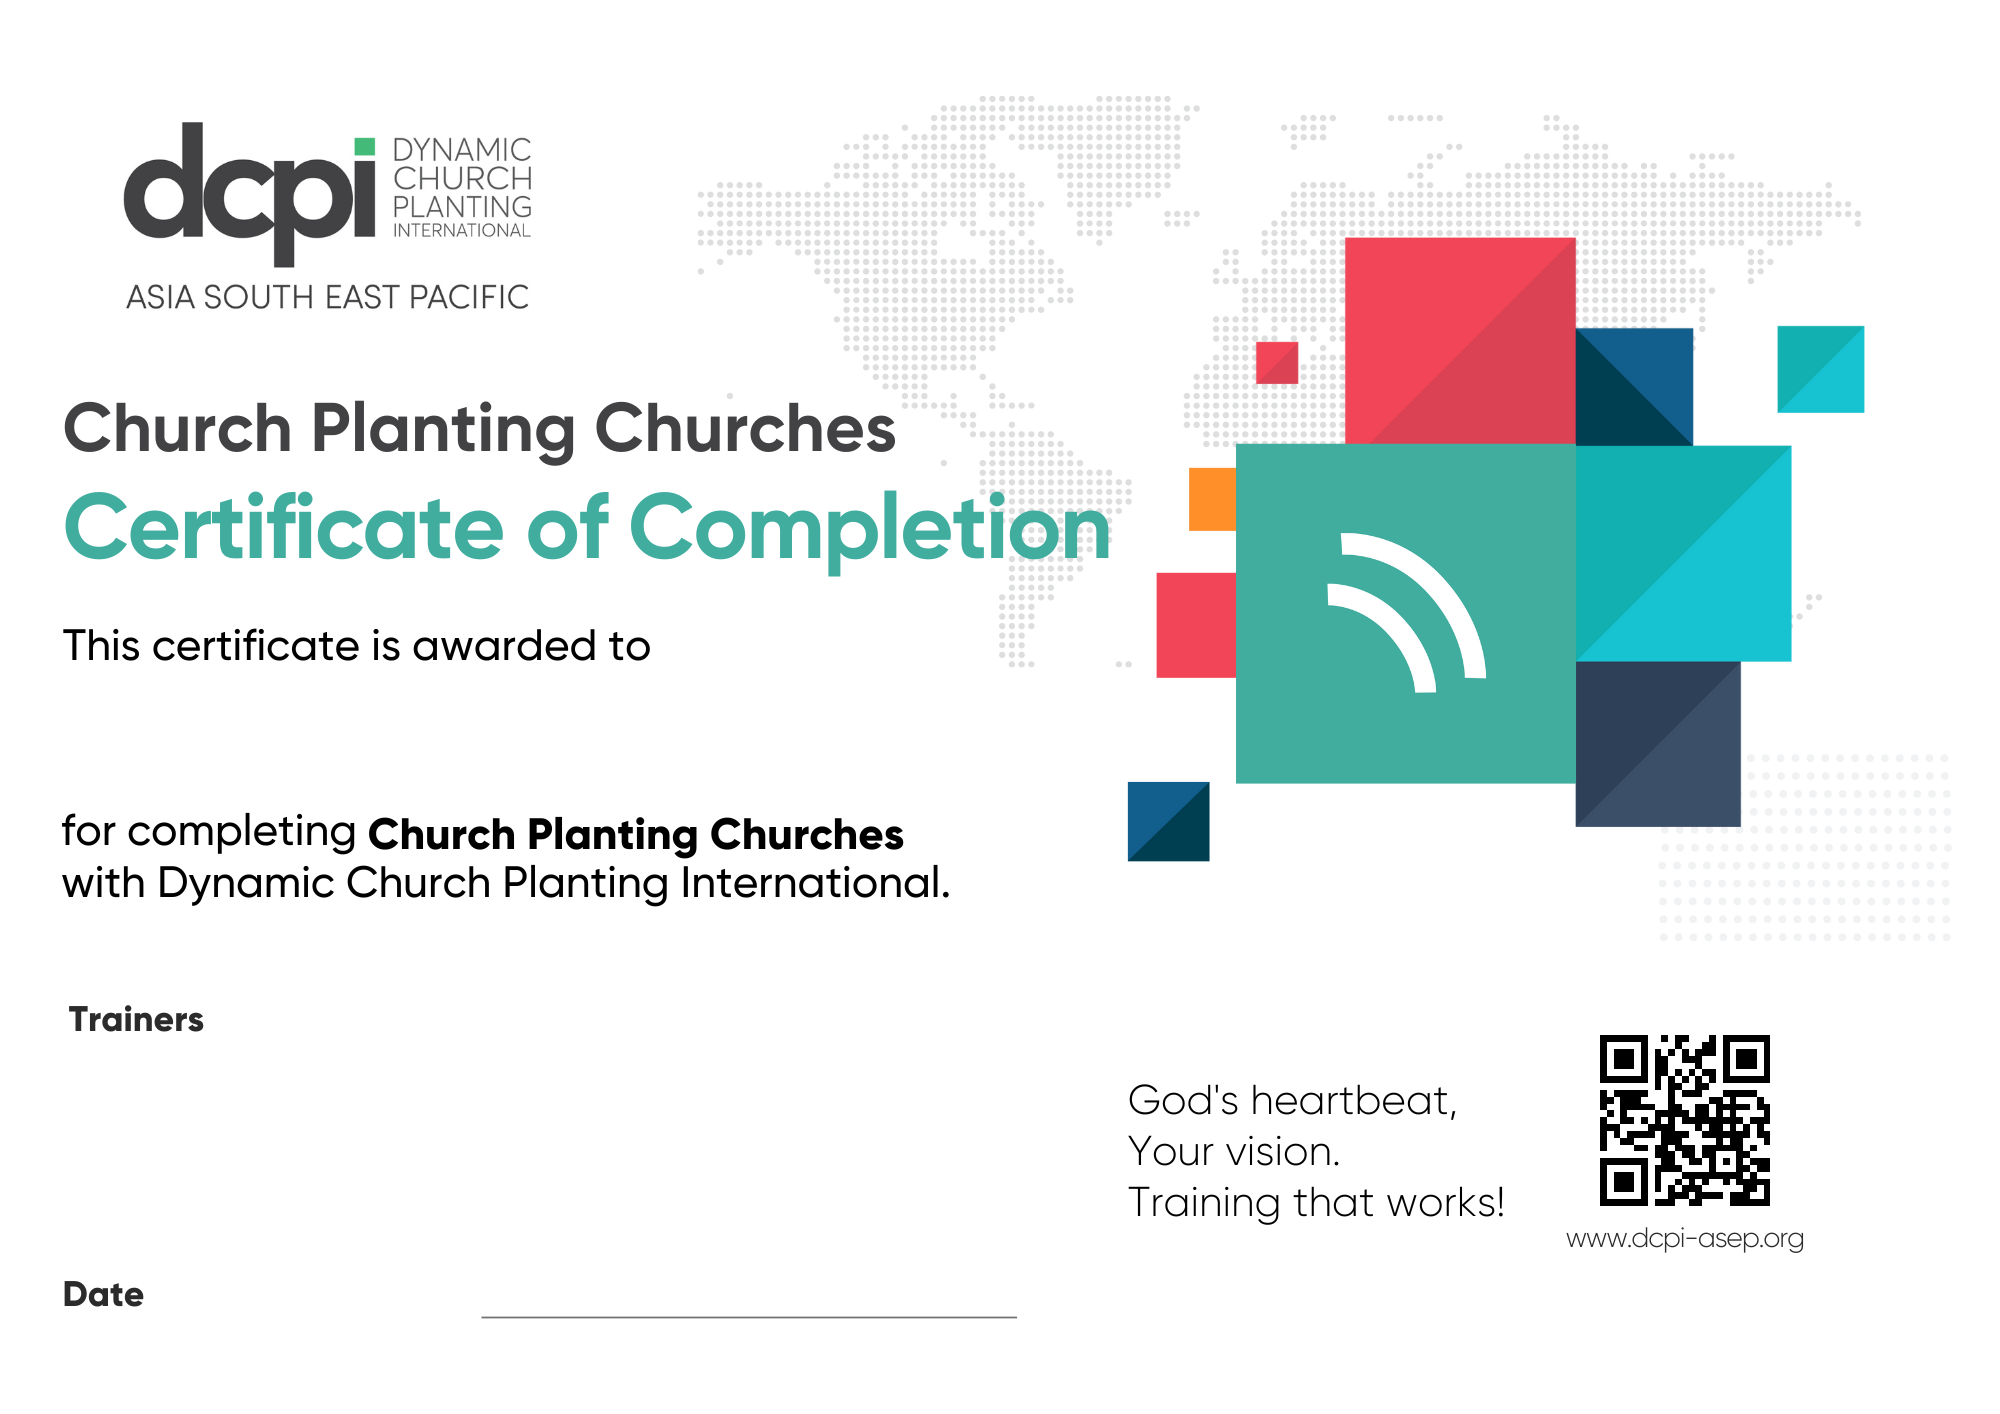 dcpi
DYNAMIC
CHURCH
PLANTING
INTERNATIONAL
ASIA SOUTH EAST PACIFIC
Church Planting Churches
Certificate of Completion
This certificate is awarded to
for completing Church Planting Churches
with Dynamic Church Planting International.
Trainers
God's heartbeat,
Your vision.
Training that works!
www.dcpi-asep.org
Date